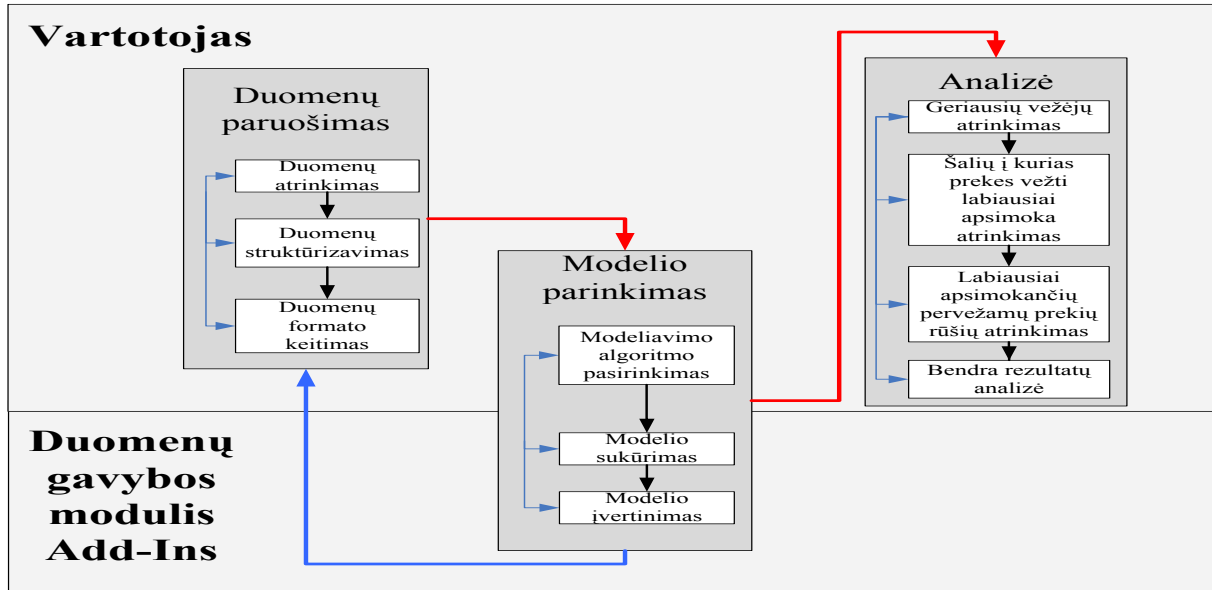 Vartotojas
Duomenų
paruošimas
Duomenų
atrinkimas
Duomenų
struktūrizavimas
Duomenų
formato
keitimas
Modelio
parinkimas
Modeliavimo
algoritmo
pasirinkimas
Modelio
sukūrimas
Modelio
įvertinimas
Analizė
Geriausių vežėjų
atrinkimas
Šalių į kurias
prekes vežti
labiausiai
apsimoka
atrinkimas
Labiausiai
apsimokančių
pervežamų prekių
rūšių atrinkimas
Bendra rezultatų
analizė
Duomenų
gavybos
modulis
Add-Ins